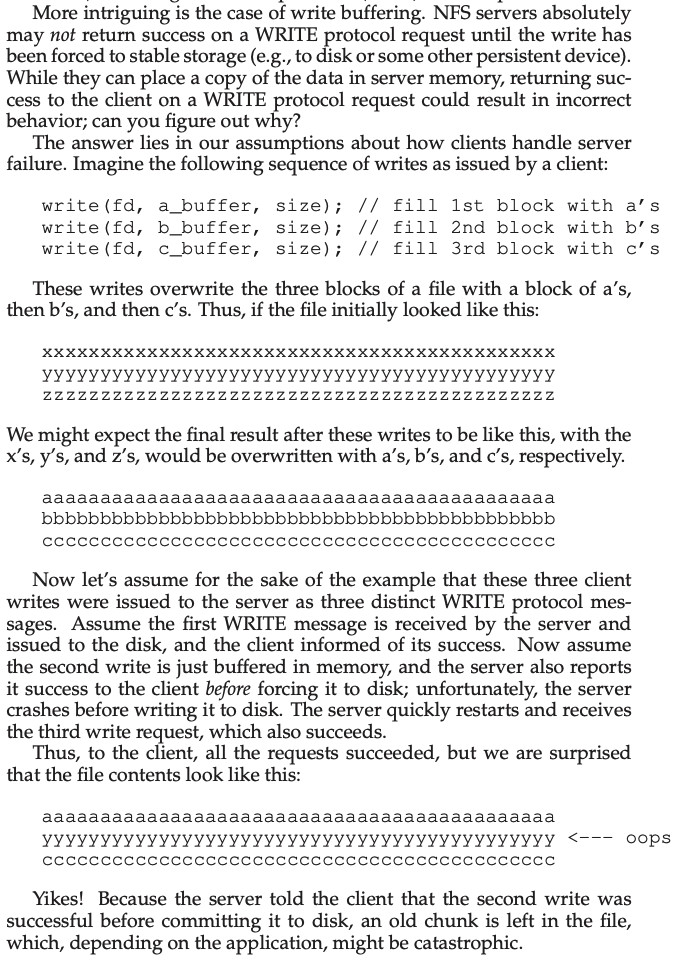 More intriguing is the case of write buffering. NFS servers absolutely
may not return success on a WRITE protocol request until the write has
been forced to stable storage (e.g., to disk or some other persistent device).
While they can place a copy of the data in server memory, returning suc-
cess to the client on a WRITE protocol request could result in incorrect
behavior; can you figure out why?
The answer lies in our assumptions about how clients handle server
failure. Imagine the following sequence of writes as issued by a client:
write(fd, a_buffer, size); // fill 1st block with a's
write(fd, b_buffer, size); // fill 2nd block with b's
write(fd, c_buffer, size); // fill 3rd block with c's
These writes overwrite the three blocks of a file with a block of a's,
then b's, and then c's. Thus, if the file initially looked like this:
xxxxxxxxxxxxxxxxxxxxxxxxxxxxxxxxxxxxxxxxxxxx
yyyyyyyyyyyyyyyyyyyyyyyyyyyyyyyyyyyyyyyyyyyy
zzzzzzzzzzzzzzzzzzzzzzzzzzzzzzzzzzzzzzzzzzzz
We might expect the final result after these writes to be like this, with the
x's, y's, and z's, would be overwritten with a's, b's, and c's, respectively.
aaaaaaaaaaaaaaaaaaaaaaaaaaaaaaaaaaaaaaaaaaaa
bbbbbbbbbbbbbbbbbbbbbbbbbbbbbbbbbbbbbbbbbbbb
cccccccccccccccccccccccccccccccccccccccccccc
Now let's assume for the sake of the example that these three client
writes were issued to the server as three distinct WRITE protocol mes-
sages. Assume the first WRITE message is received by the server and
issued to the disk, and the client informed of its success. Now assume
the second write is just buffered in memory, and the server also reports
it success to the client before forcing it to disk; unfortunately, the server
crashes before writing it to disk. The server quickly restarts and receives
the third write request, which also succeeds.
Thus, to the client, all the requests succeeded, but we are surprised
that the file contents look like this:
aaaaaaaaaaaaaaaaaaaaaaaaaaaaaaaaaaaaaaaaaaaa
yyyyyyyyyyyyyyyyyyyyyyyyyyyyyyyyyyyyyyyyyyyy <--- oops
cccccccccccccccccccccccccccccccccccccccccccc
Yikes! Because the server told the client that the second write was
successful before committing it to disk, an old chunk is left in the file,
which, depending on the application, might be catastrophic.